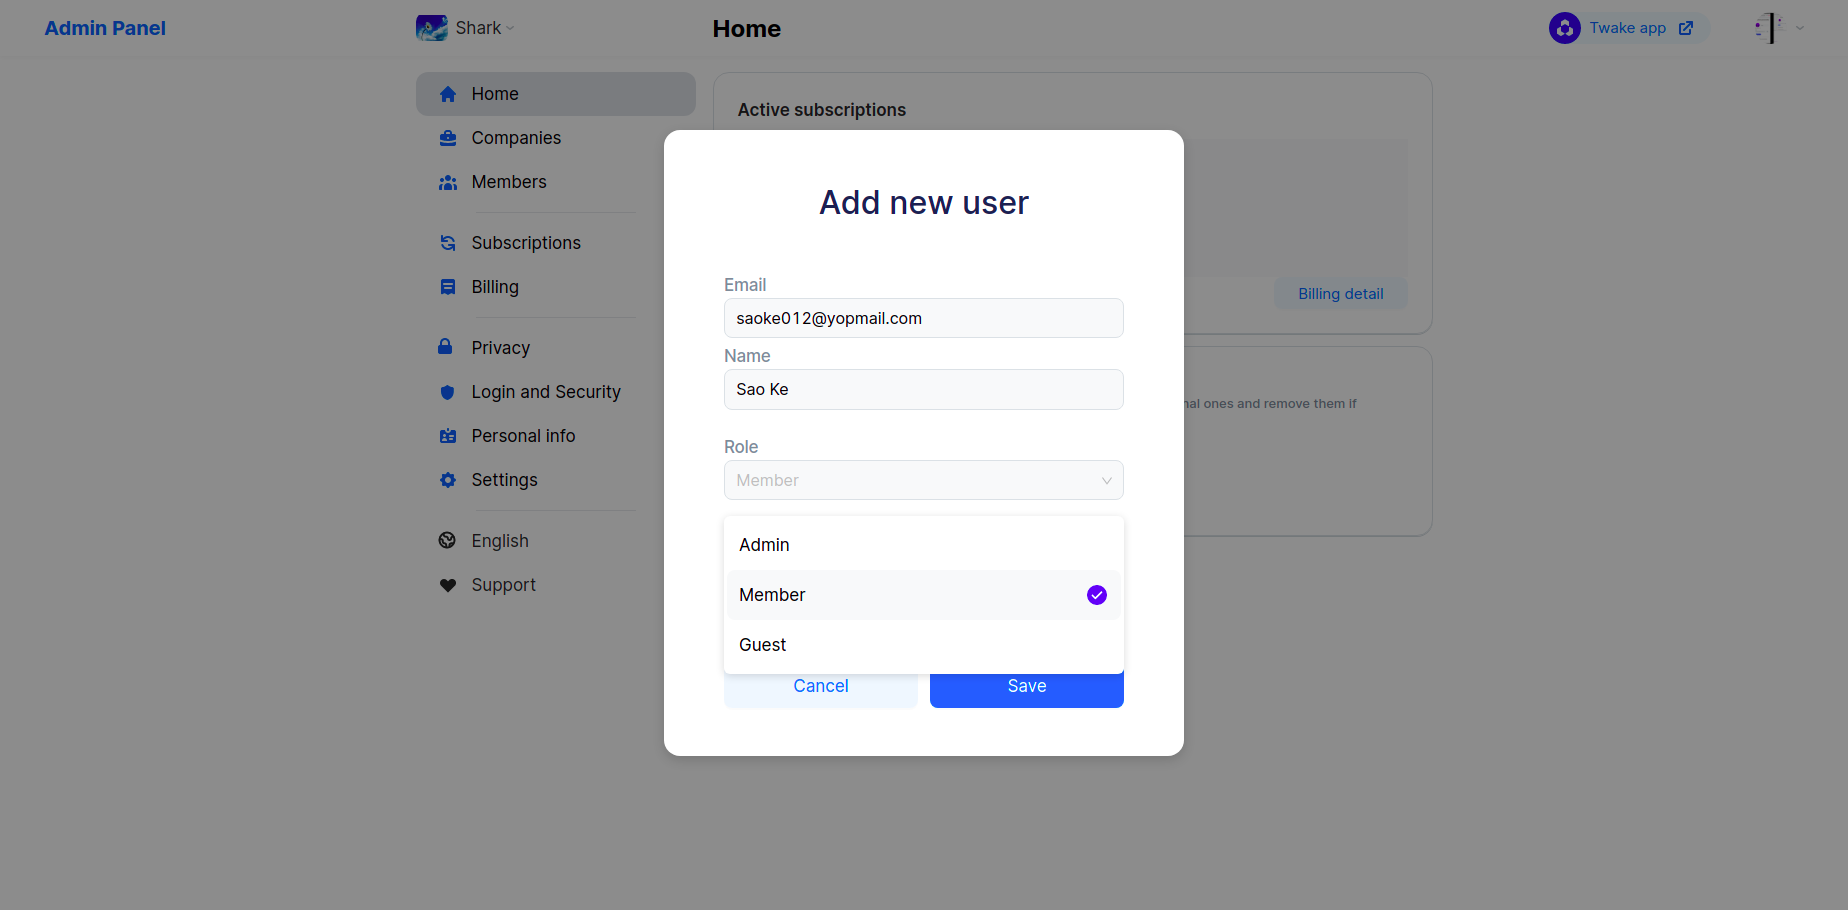 Admin Panel
Shark
Home
Twake app
Home
Companies
Members
Subscriptions
Billing
Privacy
Login and Security
Personal info
Settings
English
Support
Active subscriptions
Billing detail
nal ones and remove them if
Add new user
Email
saoke012@yopmail.com
Name
Sao Ke
Role
Member
Admin
Member
Guest
Cancel
Save